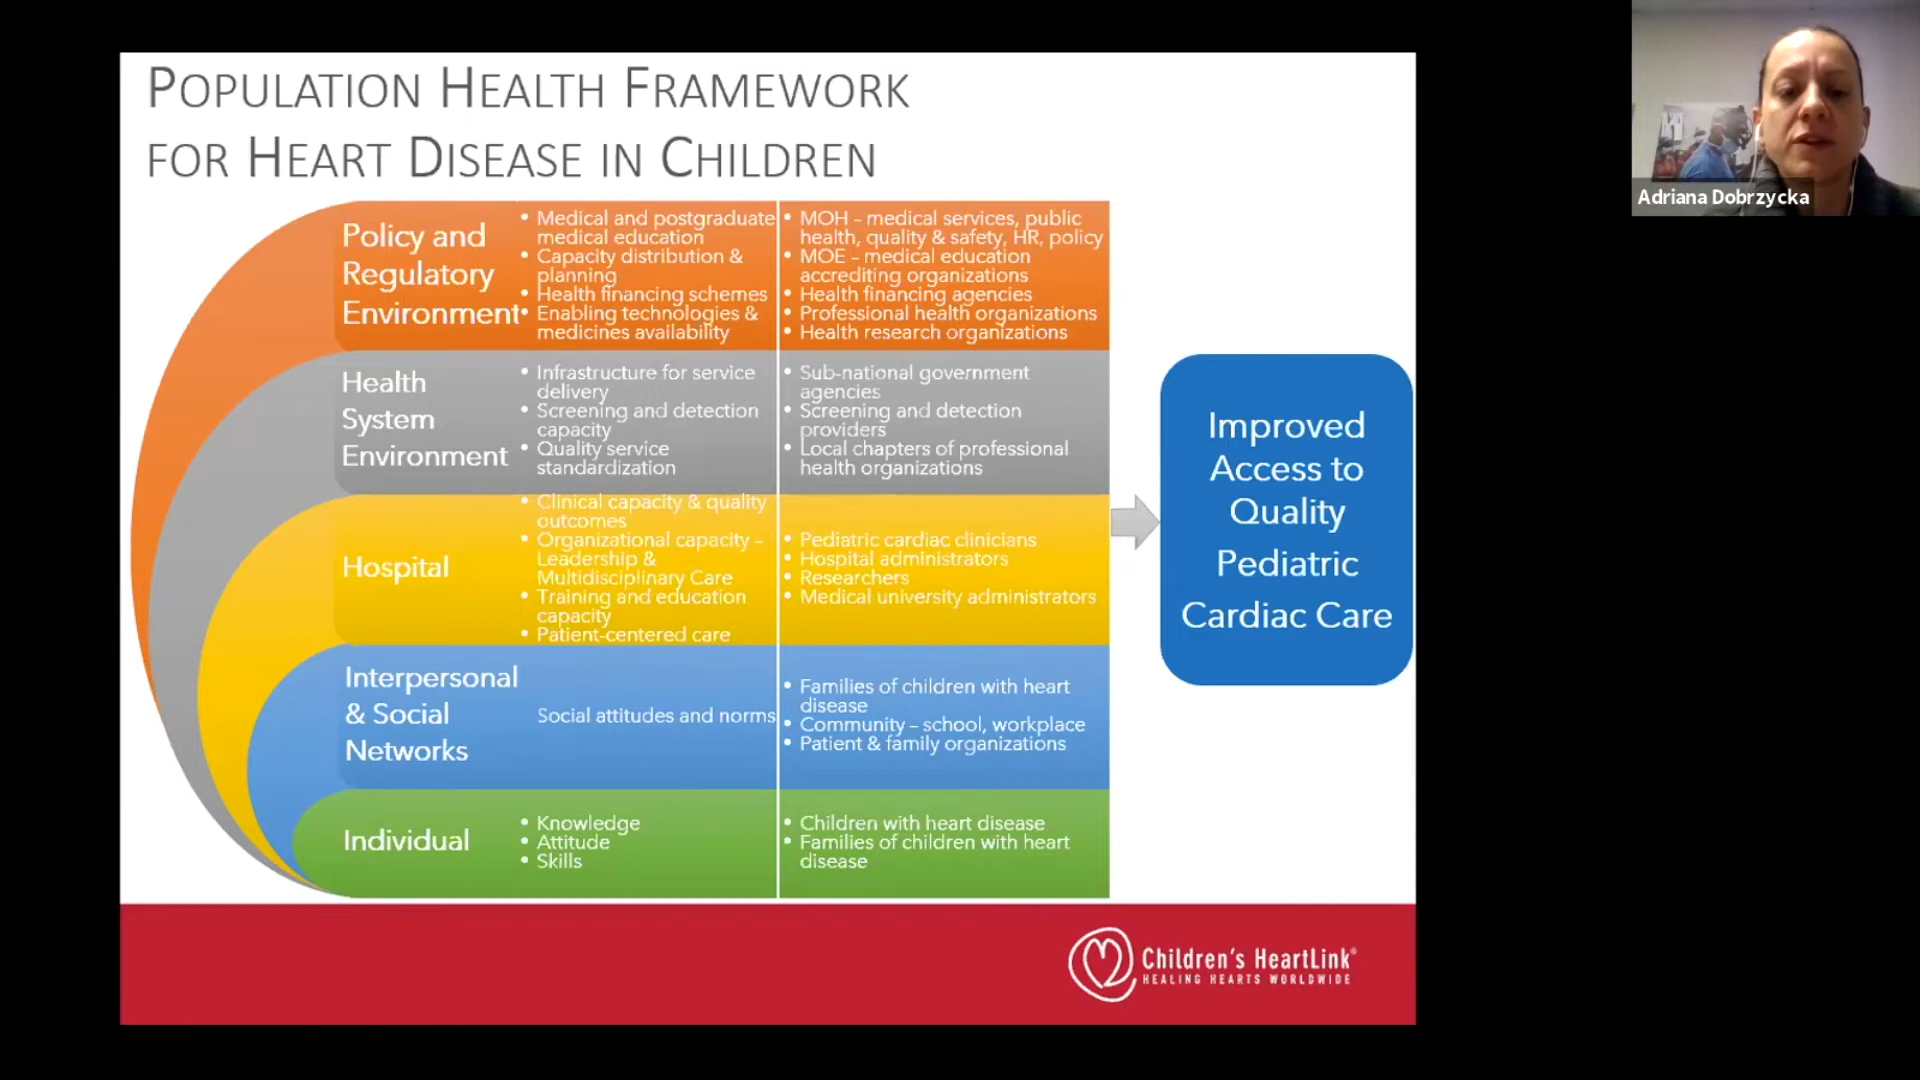 POPULATION HEALTH FRAMEWORK
FOR HEART DISEASE IN CHILDREN
Policy and
Regulatory
Environment
• Medical and postgraduate
medical education
• Capacity distribution &
planning
• Health financing schemes
• Enabling technologies &
medicines availability
• MOH – medical services, public
health, quality & safety, HR, policy
• MOE – medical education
accrediting organizations
• Health financing agencies
• Professional health organizations
• Health research organizations
Health
System
Environment
• Infrastructure for service
delivery
• Screening and detection
capacity
• Quality service
standardization
• Sub-national government
agencies
• Screening and detection
providers
• Local chapters of professional
health organizations
Hospital
• Clinical capacity & quality
outcomes
• Organizational capacity –
Leadership &
Multidisciplinary Care
• Training and education
capacity
• Patient-centered care
• Pediatric cardiac clinicians
• Hospital administrators
• Researchers
• Medical university administrators
Interpersonal
& Social
Networks
Social attitudes and norms
• Families of children with heart
disease
• Community – school, workplace
• Patient & family organizations
Individual
• Knowledge
• Attitude
• Skills
• Children with heart disease
• Families of children with heart
disease
Improved
Access to
Quality
Pediatric
Cardiac Care
Children's HeartLink®
HEALING HEARTS WORLDWIDE
Adriana Dobrzycka